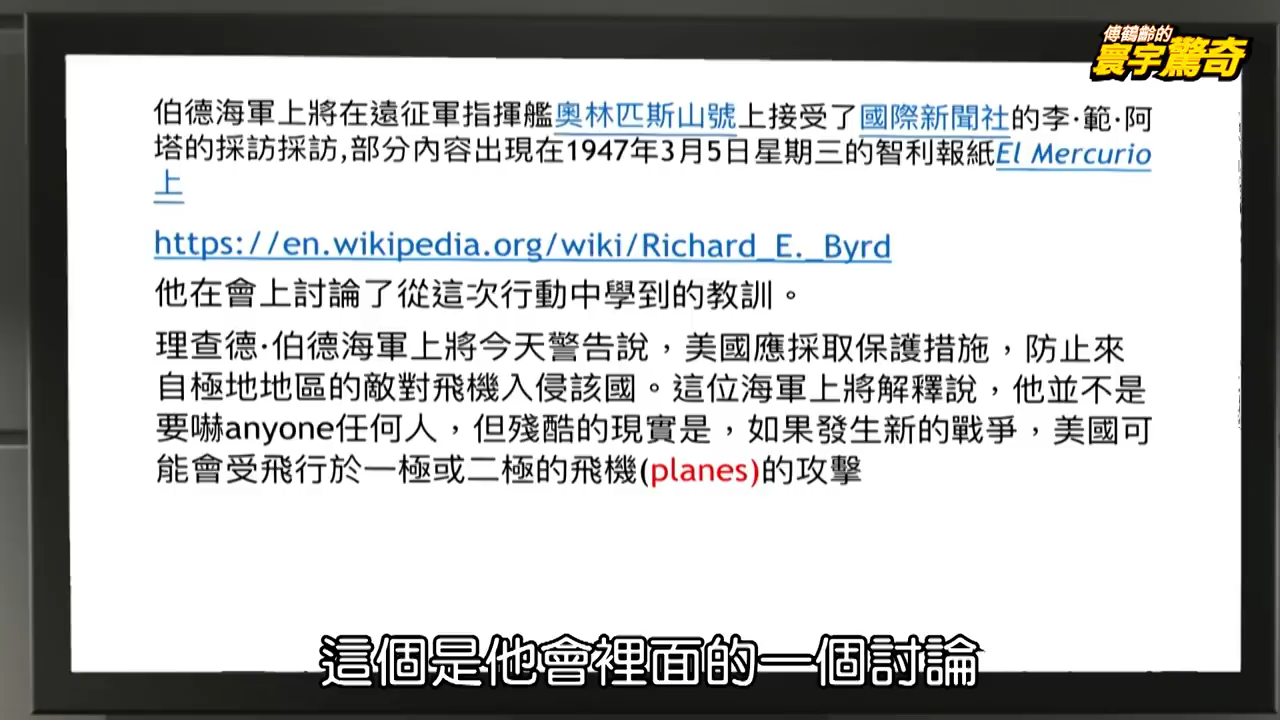 傅鶴齡的
寰宇驚奇
伯德海軍上將在遠征軍指揮艦奧林匹斯山號上接受了國際新聞社的李·範·阿
塔的採訪採訪,部分內容出現在1947年3月5日星期三的智利報紙El Mercurio
上
https://en.wikipedia.org/wiki/Richard_E._Byrd
他在會上討論了從這次行動中學到的教訓。
理查德·伯德海軍上將今天警告說，美國應採取保護措施，防止來
自極地地區的敵對飛機入侵該國。這位海軍上將解釋說，他並不是
要嚇anyone任何人，但殘酷的現實是，如果發生新的戰爭，美國可
能會受飛行於一極或二極的飛機(planes)的攻擊
這個是他會裡面的一個討論